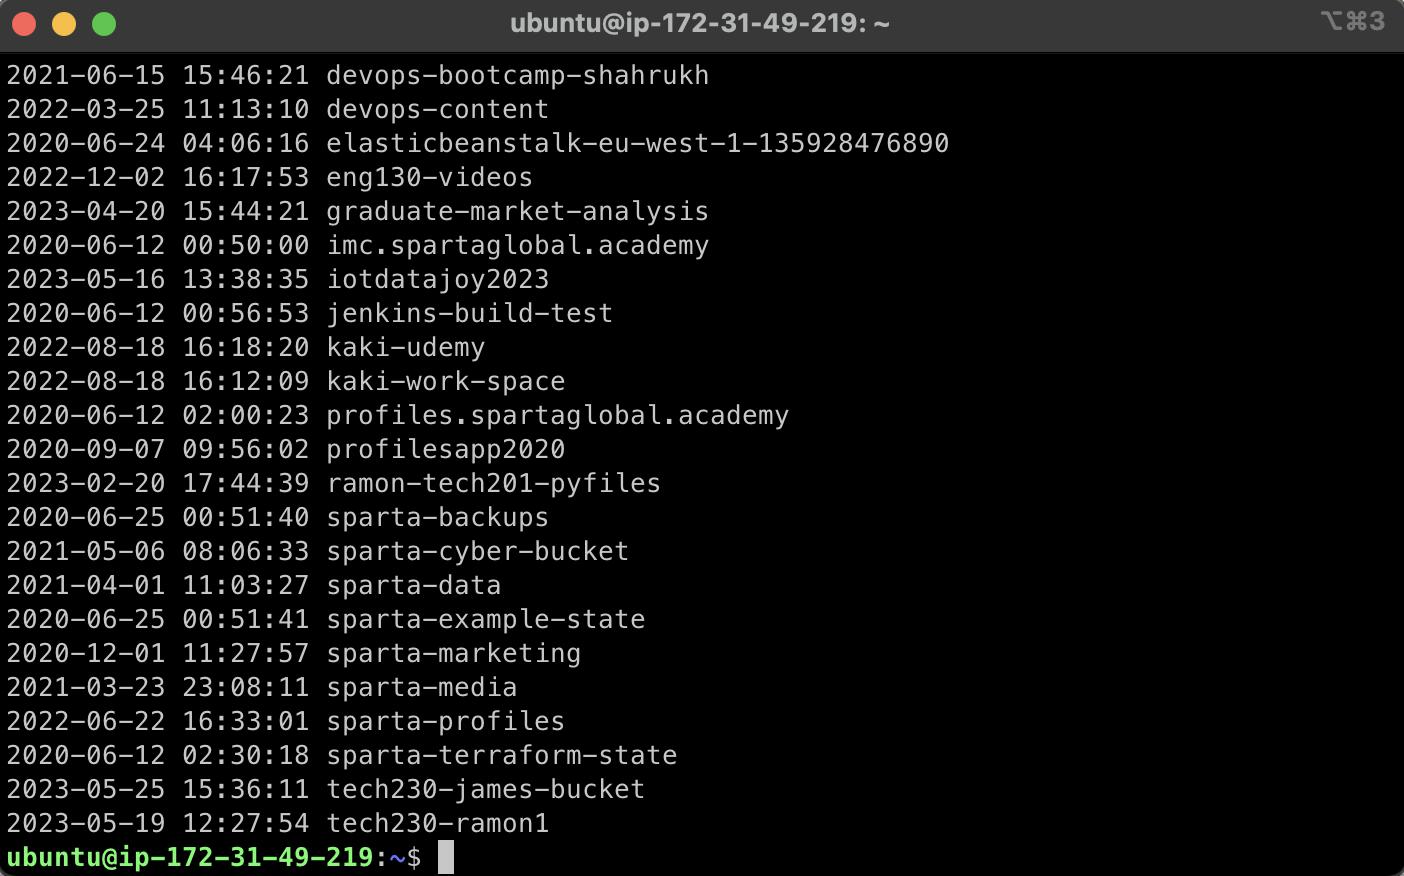 ubuntu@ip-172-31-49-219: ~
⌥⌘3
2021-06-15 15:46:21 devops-bootcamp-shahrukh
2022-03-25 11:13:10 devops-content
2020-06-24 04:06:16 elasticbeanstalk-eu-west-1-135928476890
2022-12-02 16:17:53 eng130-videos
2023-04-20 15:44:21 graduate-market-analysis
2020-06-12 00:50:00 imc.spartaglobal.academy
2023-05-16 13:38:35 iotdatajoy2023
2020-06-12 00:56:53 jenkins-build-test
2022-08-18 16:18:20 kaki-udemy
2022-08-18 16:12:09 kaki-work-space
2020-06-12 02:00:23 profiles.spartaglobal.academy
2020-09-07 09:56:02 profilesapp2020
2023-02-20 17:44:39 ramon-tech201-pyfiles
2020-06-25 00:51:40 sparta-backups
2021-05-06 08:06:33 sparta-cyber-bucket
2021-04-01 11:03:27 sparta-data
2020-06-25 00:51:41 sparta-example-state
2020-12-01 11:27:57 sparta-marketing
2021-03-23 23:08:11 sparta-media
2022-06-22 16:33:01 sparta-profiles
2020-06-12 02:30:18 sparta-terraform-state
2023-05-25 15:36:11 tech230-james-bucket
2023-05-19 12:27:54 tech230-ramon1
ubuntu@ip-172-31-49-219:~$